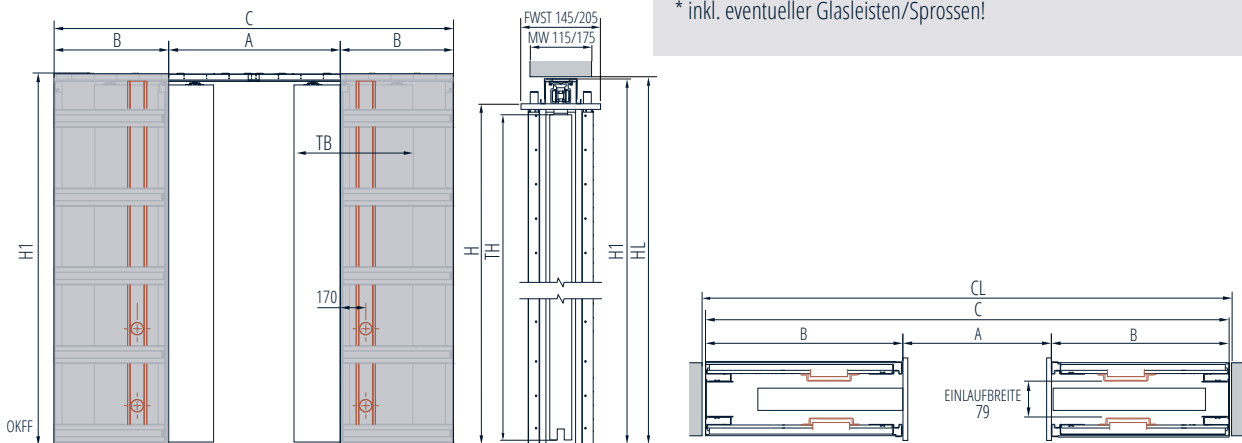 * inkl. eventueller Glasleisten/Sprossen!
C
FWST 145/205
B
A
B
MW 115/175
TB
H1
H
TH
H1
HL
170
OKFF
CL
C
B
A
B
EINLAUFBREITE
79